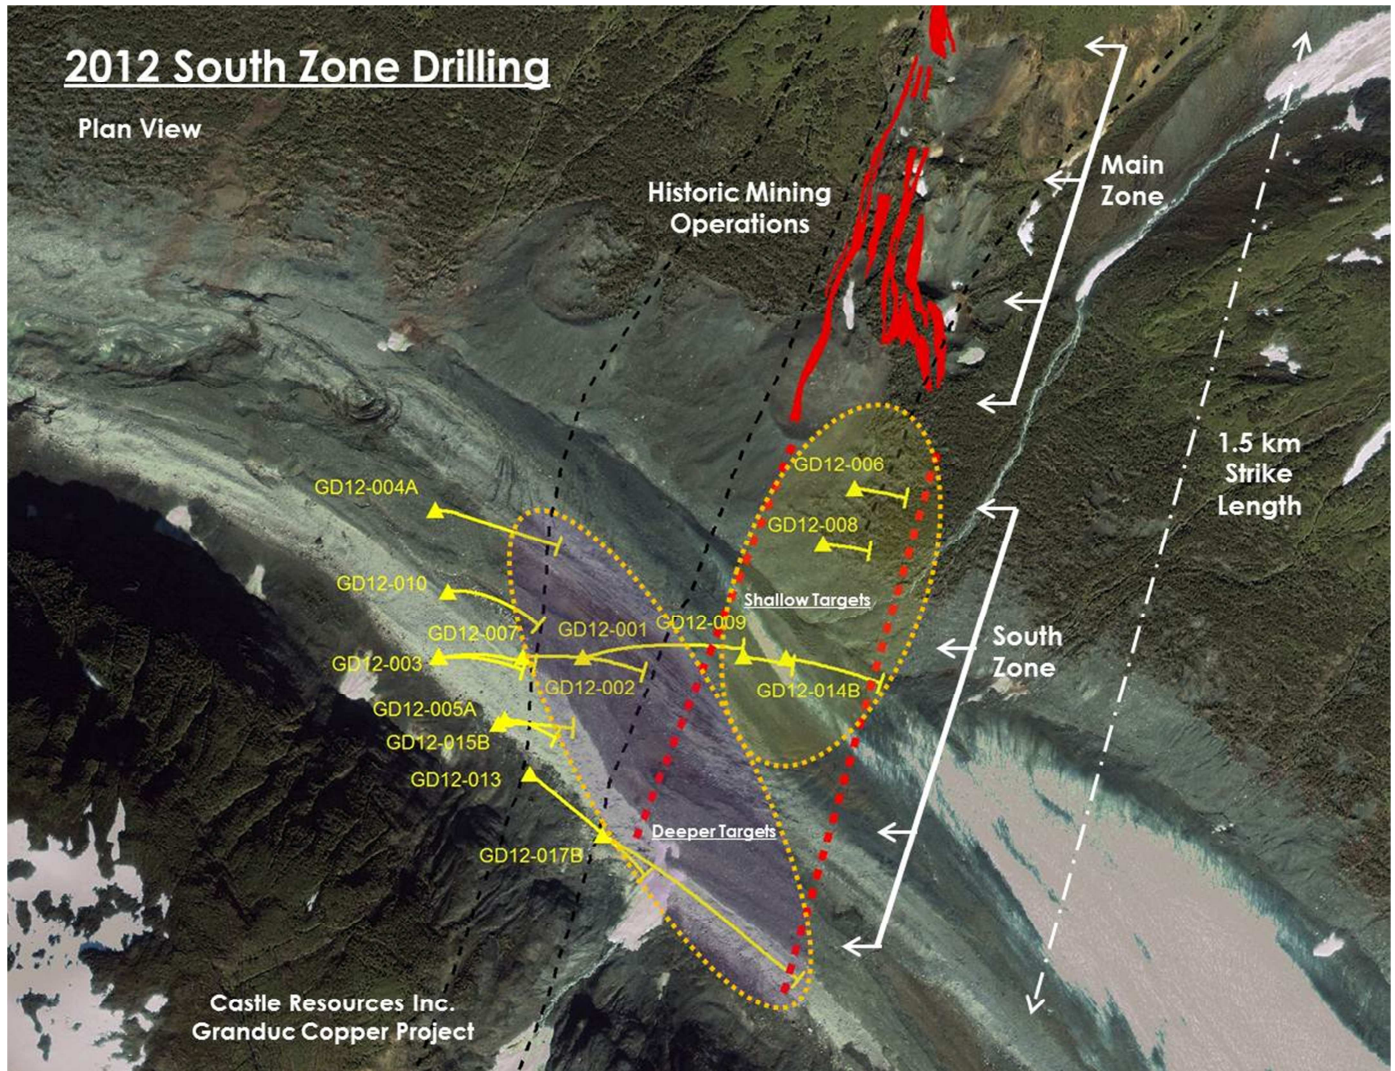 2012 South Zone Drilling
Plan View
Historic Mining
Operations
Main
Zone
1.5 km
Strike
Length
GD12-006
GD12-004A
GD12-008
GD12-010
Shallow Targets
GD12-009
GD12-007
GD12-001
GD12-003
South
Zone
GD12-002
GD12-014B
GD12-005A
GD12-015B
GD12-013
Deeper Targets
GD12-017B
Castle Resources Inc.
Granduc Copper Project